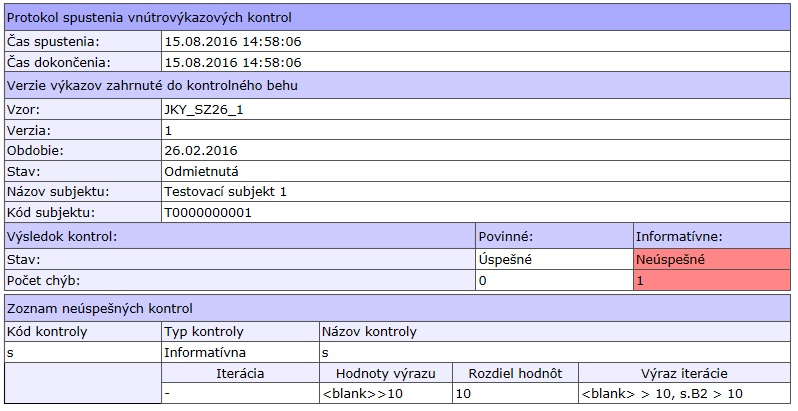 Protokol spustenia vnútrovýkazových kontrol
Čas spustenia: 15.08.2016 14:58:06
Čas dokončenia: 15.08.2016 14:58:06
Verzie výkazov zahrnuté do kontrolného behu
Vzor: JKY_SZ26_1
Verzia: 1
Obdobie: 26.02.2016
Stav: Odmietnutá
Názov subjektu: Testovací subjekt 1
Kód subjektu: T0000000001
Výsledok kontrol: Povinné: Informatívne:
Stav: Úspešné Neúspešné
Počet chýb: 0 1
Zoznam neúspešných kontrol
Kód kontroly Typ kontroly Názov kontroly
s Informatívna s
Iterácia Hodnoty výrazu Rozdiel hodnôt Výraz iterácie
- <blank>>10 10 <blank> > 10, s.B2 > 10